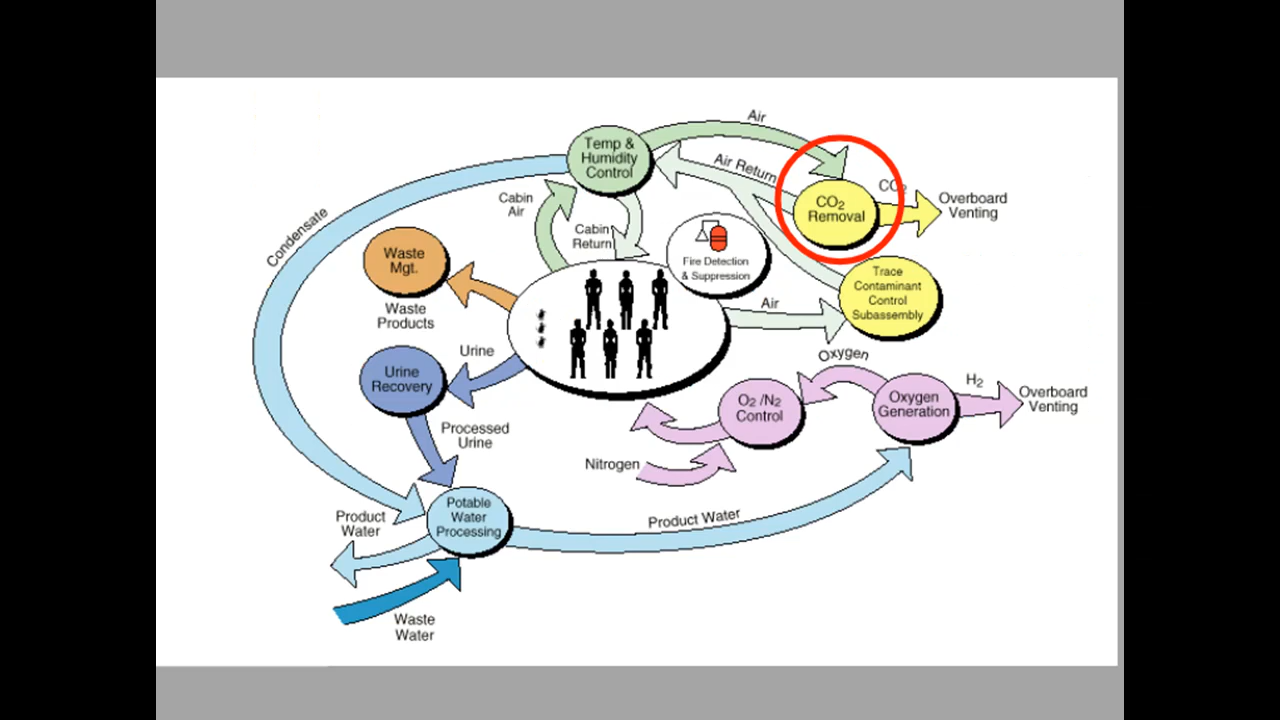 Air
Temp &
Humidity
Control
Air Return
CO2
CO2
Removal
Overboard
Venting
Cabin
Air
Cabin
Return
Condensate
Waste
Mgt.
Fire Detection
& Suppression
Trace
Contaminant
Control
Subassembly
Waste
Products
Air
Urine
Oxygen
Urine
Recovery
O2 /N2
Control
Oxygen
Generation
H2
Overboard
Venting
Processed
Urine
Nitrogen
Potable
Water
Processing
Product
Water
Product Water
Waste
Water